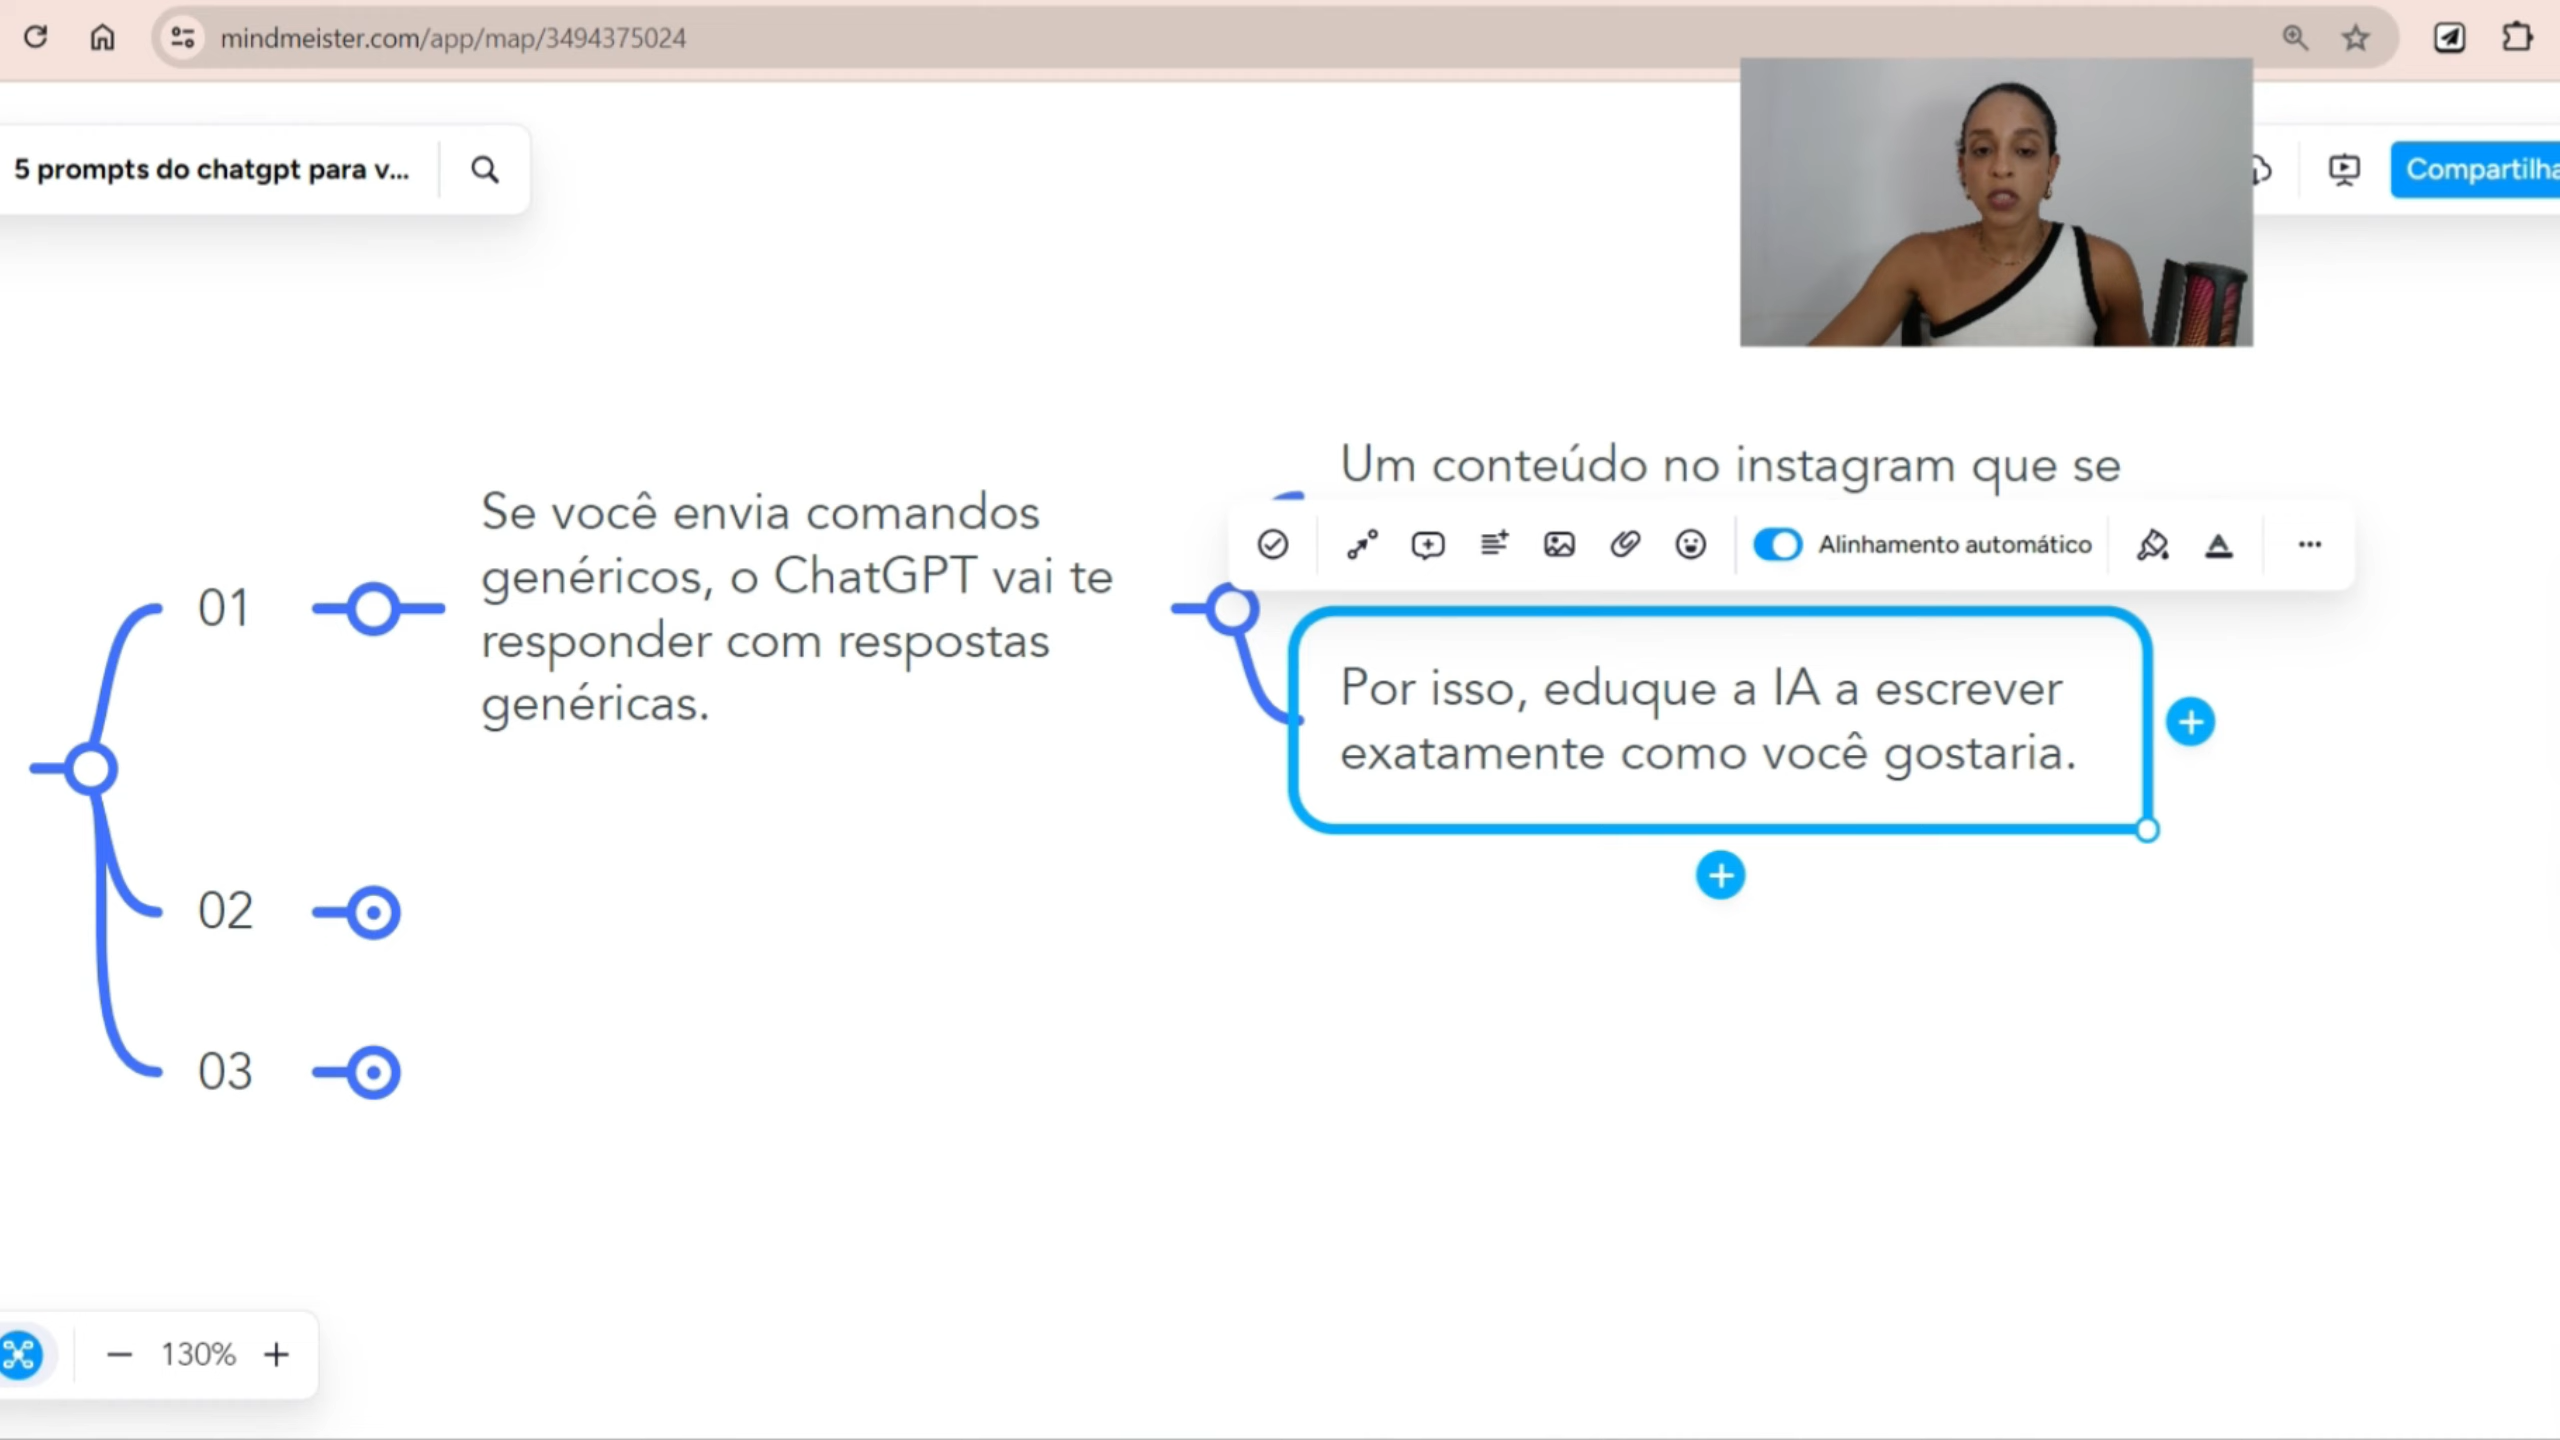 mindmeister.com/app/map/3494375024
5 prompts do chatgpt para v...
Compartilha
Um conteúdo no instagram que se
Se você envia comandos
genéricos, o ChatGPT vai te
responder com respostas
genéricas.
Alinhamento automático
01
Por isso, eduque a IA a escrever
exatamente como você gostaria.
02
03
130%